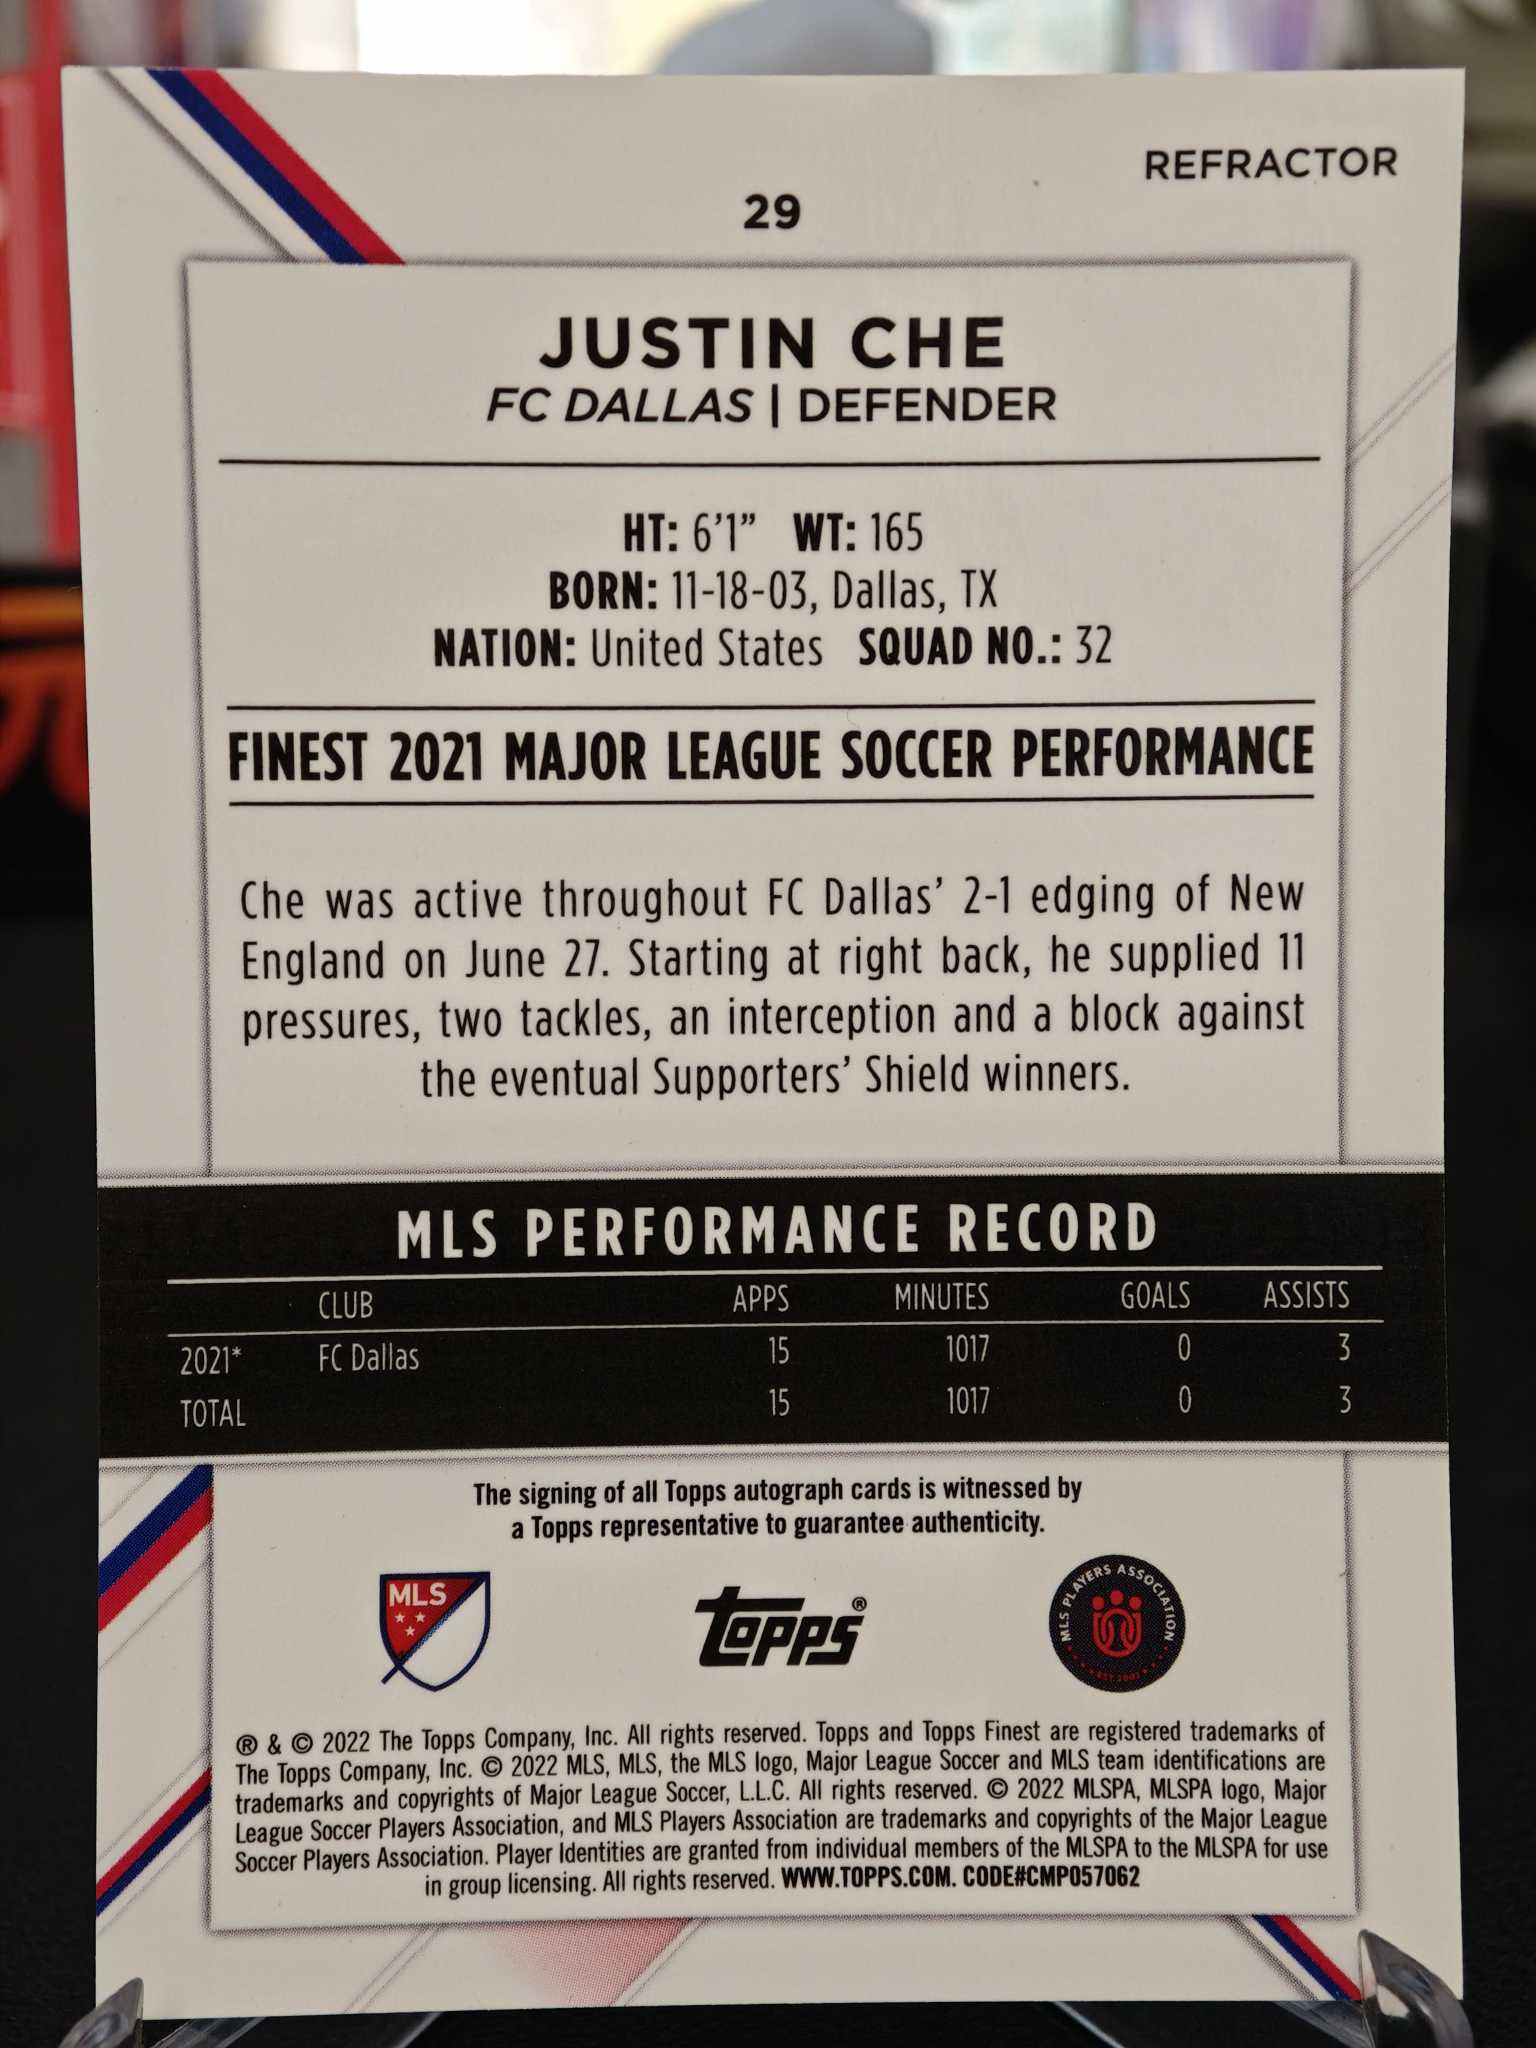 REFRACTOR
29
JUSTIN CHE
FC DALLAS | DEFENDER
HT: 6'1” WT: 165
BORN: 11-18-03, Dallas, TX
NATION: United States SQUAD NO.: 32
FINEST 2021 MAJOR LEAGUE SOCCER PERFORMANCE
Che was active throughout FC Dallas’ 2-1 edging of New
England on June 27. Starting at right back, he supplied 11
pressures, two tackles, an interception and a block against
the eventual Supporters’ Shield winners.
MLS PERFORMANCE RECORD
CLUB APPS MINUTES GOALS ASSISTS
2021* FC Dallas 15 1017 0 3
TOTAL 15 1017 0 3
The signing of all Topps autograph cards is witnessed by
a Topps representative to guarantee authenticity.
MLS
topps®
MLS PLAYERS ASSOCIATION
EST 2003
® & © 2022 The Topps Company, Inc. All rights reserved. Topps and Topps Finest are registered trademarks of
The Topps Company, Inc. © 2022 MLS, MLS, the MLS logo, Major League Soccer and MLS team identifications are
trademarks and copyrights of Major League Soccer, L.L.C. All rights reserved. © 2022 MLSPA, MLSPA logo, Major
League Soccer Players Association, and MLS Players Association are trademarks and copyrights of the Major League
Soccer Players Association. Player Identities are granted from individual members of the MLSPA to the MLSPA for use
in group licensing. All rights reserved. WWW.TOPPS.COM. CODE#CMP057062